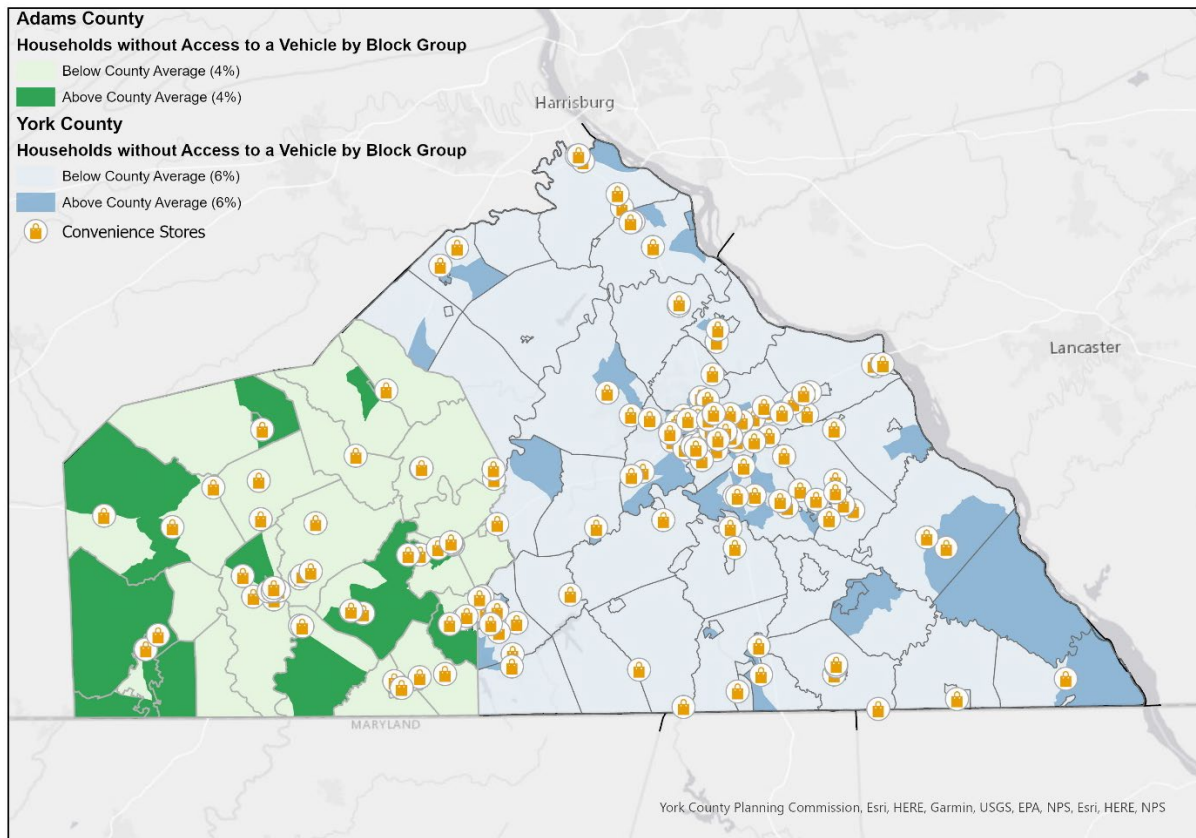 Adams County
Households without Access to a Vehicle by Block Group
Below County Average (4%)
Above County Average (4%)
York County
Households without Access to a Vehicle by Block Group
Below County Average (6%)
Above County Average (6%)
Convenience Stores
Harrisburg
Lancaster
MARYLAND
York County Planning Commission, Esri, HERE, Garmin, USGS, EPA, NPS, Esri, HERE, NPS